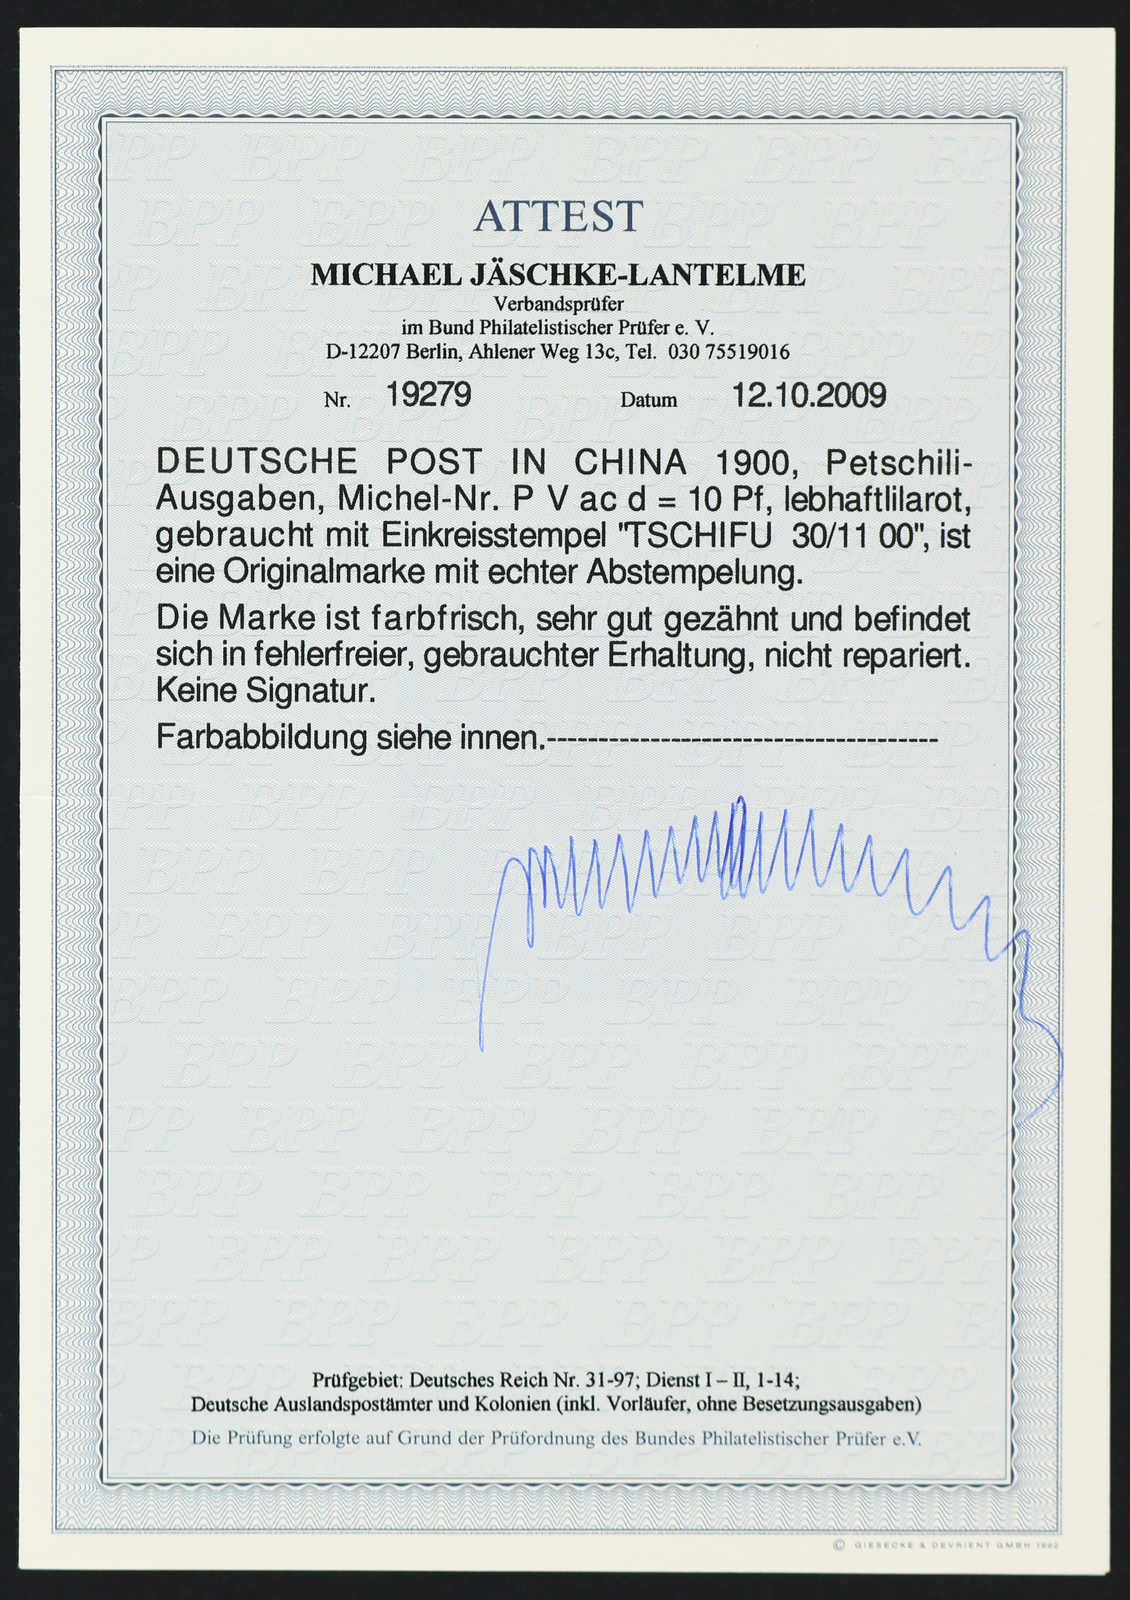 ATTEST
MICHAEL JÄSCHKE-LANTELME
Verbandsprüfer
im Bund Philatelistischer Prüfer e. V.
D-12207 Berlin, Ahlener Weg 13c, Tel. 030 75519016
Nr. 19279 Datum 12.10.2009
DEUTSCHE POST IN CHINA 1900, Petschili-
Ausgaben, Michel-Nr. P V ac d = 10 Pf, lebhaftlilarot,
gebraucht mit Einkreisstempel "TSCHIFU 30/11 00", ist
eine Originalmarke mit echter Abstempelung.
Die Marke ist farbfrisch, sehr gut gezähnt und befindet
sich in fehlerfreier, gebrauchter Erhaltung, nicht repariert.
Keine Signatur.
Farbabbildung siehe innen.--------------------------------------
Prüfgebiet: Deutsches Reich Nr. 31-97; Dienst I – II, 1-14;
Deutsche Auslandspostämter und Kolonien (inkl. Vorläufer, ohne Besetzungsausgaben)
Die Prüfung erfolgte auf Grund der Prüfordnung des Bundes Philatelistischer Prüfer e.V.
© GIESECKE & DEVRIENT GMBH 1992